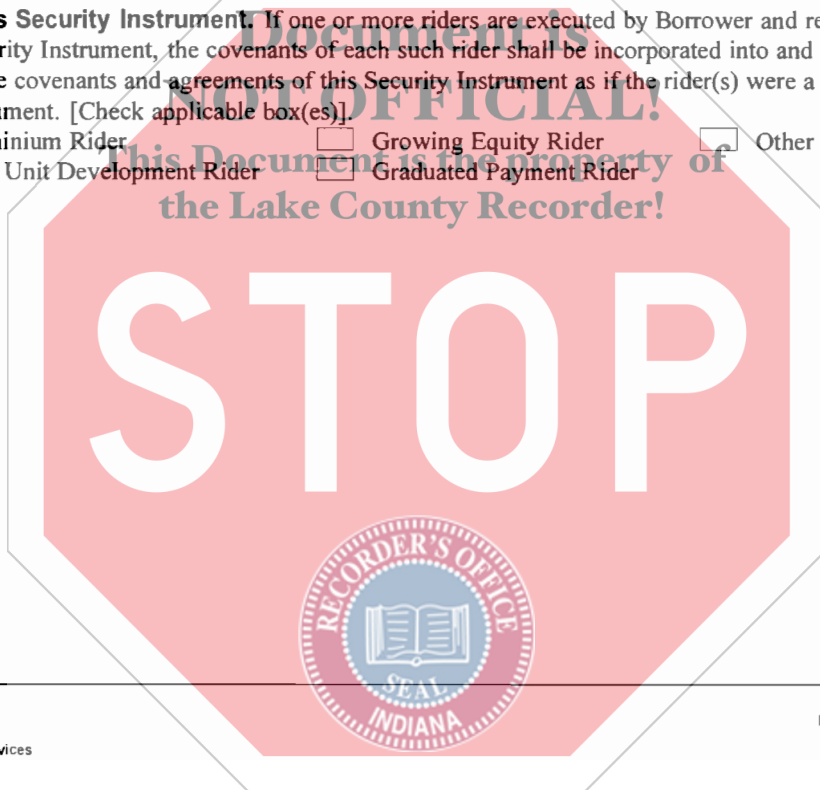 s Security Instrument. If one or more riders are executed by Borrower and re
rity Instrument, the covenants of each such rider shall be incorporated into and
e covenants and agreements of this Security Instrument as if the rider(s) were a
ment. [Check applicable box(es)].
inium Rider Growing Equity Rider Other
Unit Development Rider Graduated Payment Rider
Document is
NOT OFFICIAL!
This Document is the property of
the Lake County Recorder!
STOP
RECORDER'S OFFICE
SEAL
INDIANA
vices